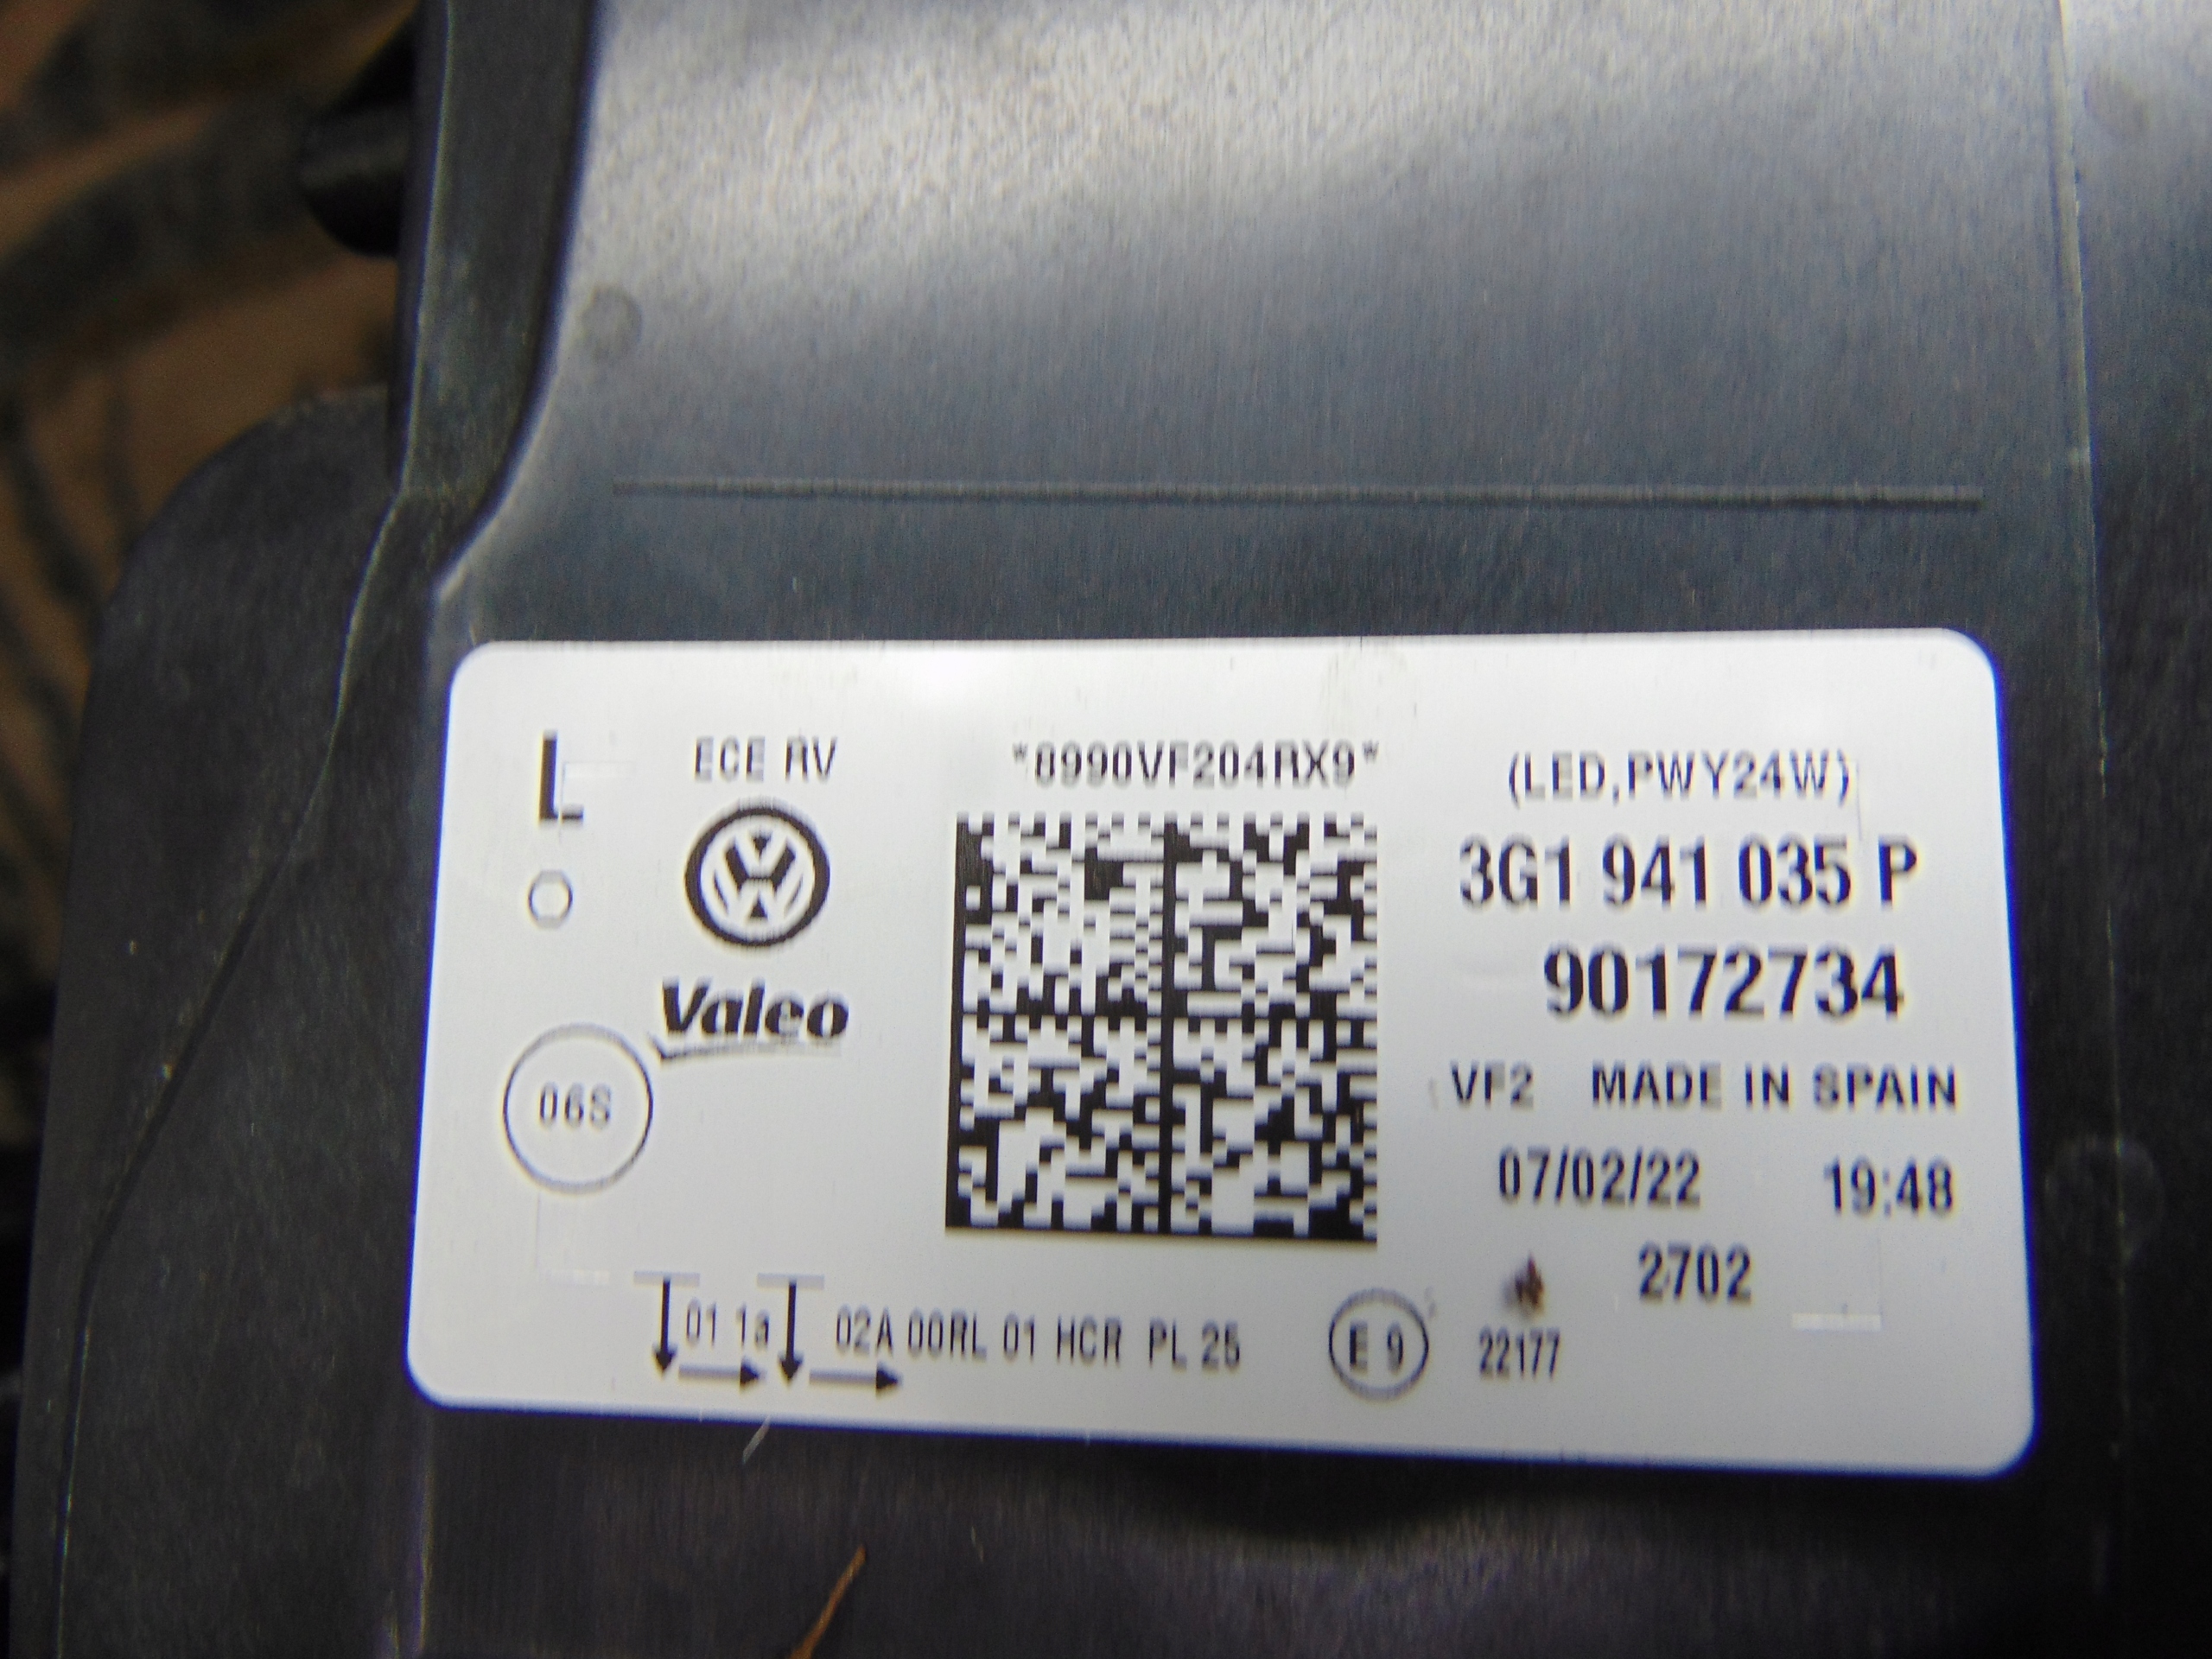 L
ECE RV
*8990VF204RX9*
(LED,PWY24W)
3G1 941 035 P
90172734
Valeo
VF2 MADE IN SPAIN
06S
07/02/22 19:48
2702
01 1a 02A 00RL 01 HCR PL 25
E 9
22177